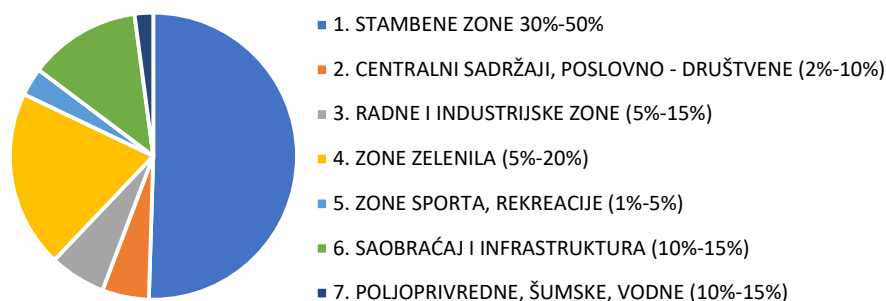 1. STAMBENE ZONE 30%-50%
2. CENTRALNI SADRŽAJI, POSLOVNO - DRUŠTVENE (2%-10%)
3. RADNE I INDUSTRIJSKE ZONE (5%-15%)
4. ZONE ZELENILA (5%-20%)
5. ZONE SPORTA, REKREACIJE (1%-5%)
6. SAOBRAĆAJ I INFRASTRUKTURA (10%-15%)
7. POLJOPRIVREDNE, ŠUMSKE, VODNE (10%-15%)